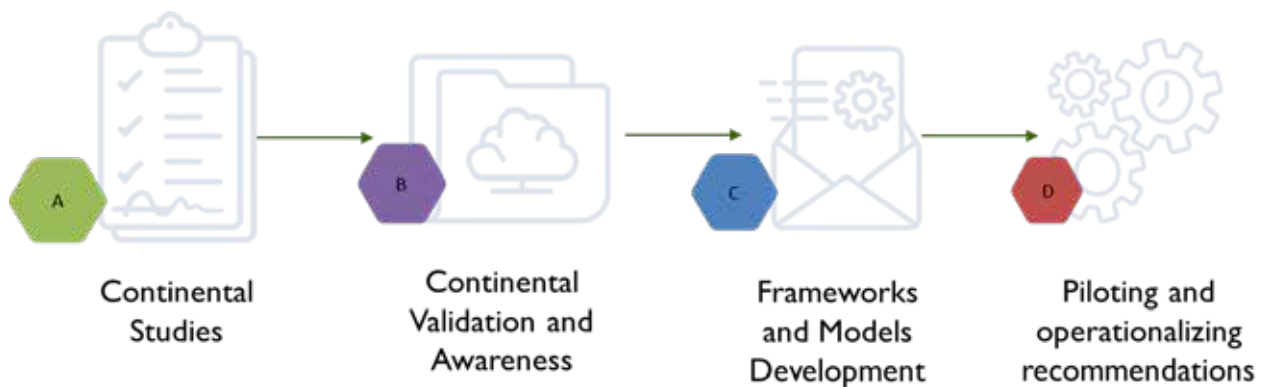 A
Continental
Studies
B
Continental
Validation and
Awareness
C
Frameworks
and Models
Development
D
Piloting and
operationalizing
recommendations